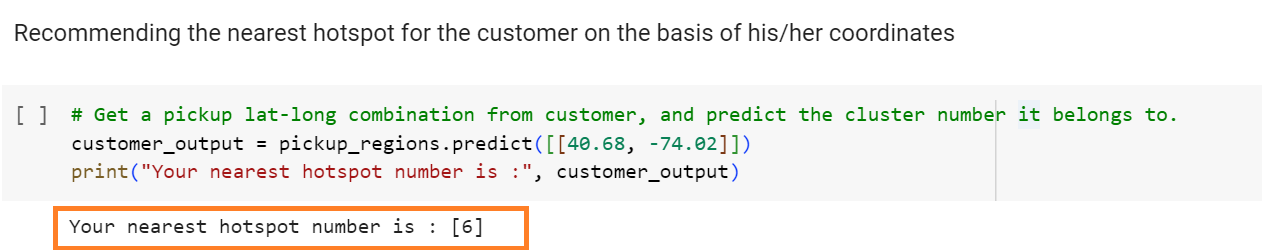 Recommending the nearest hotspot for the customer on the basis of his/her coordinates
[ ] # Get a pickup lat-long combination from customer, and predict the cluster number it belongs to.
customer_output = pickup_regions.predict([[40.68, -74.02]])
print("Your nearest hotspot number is :", customer_output)
Your nearest hotspot number is : [6]